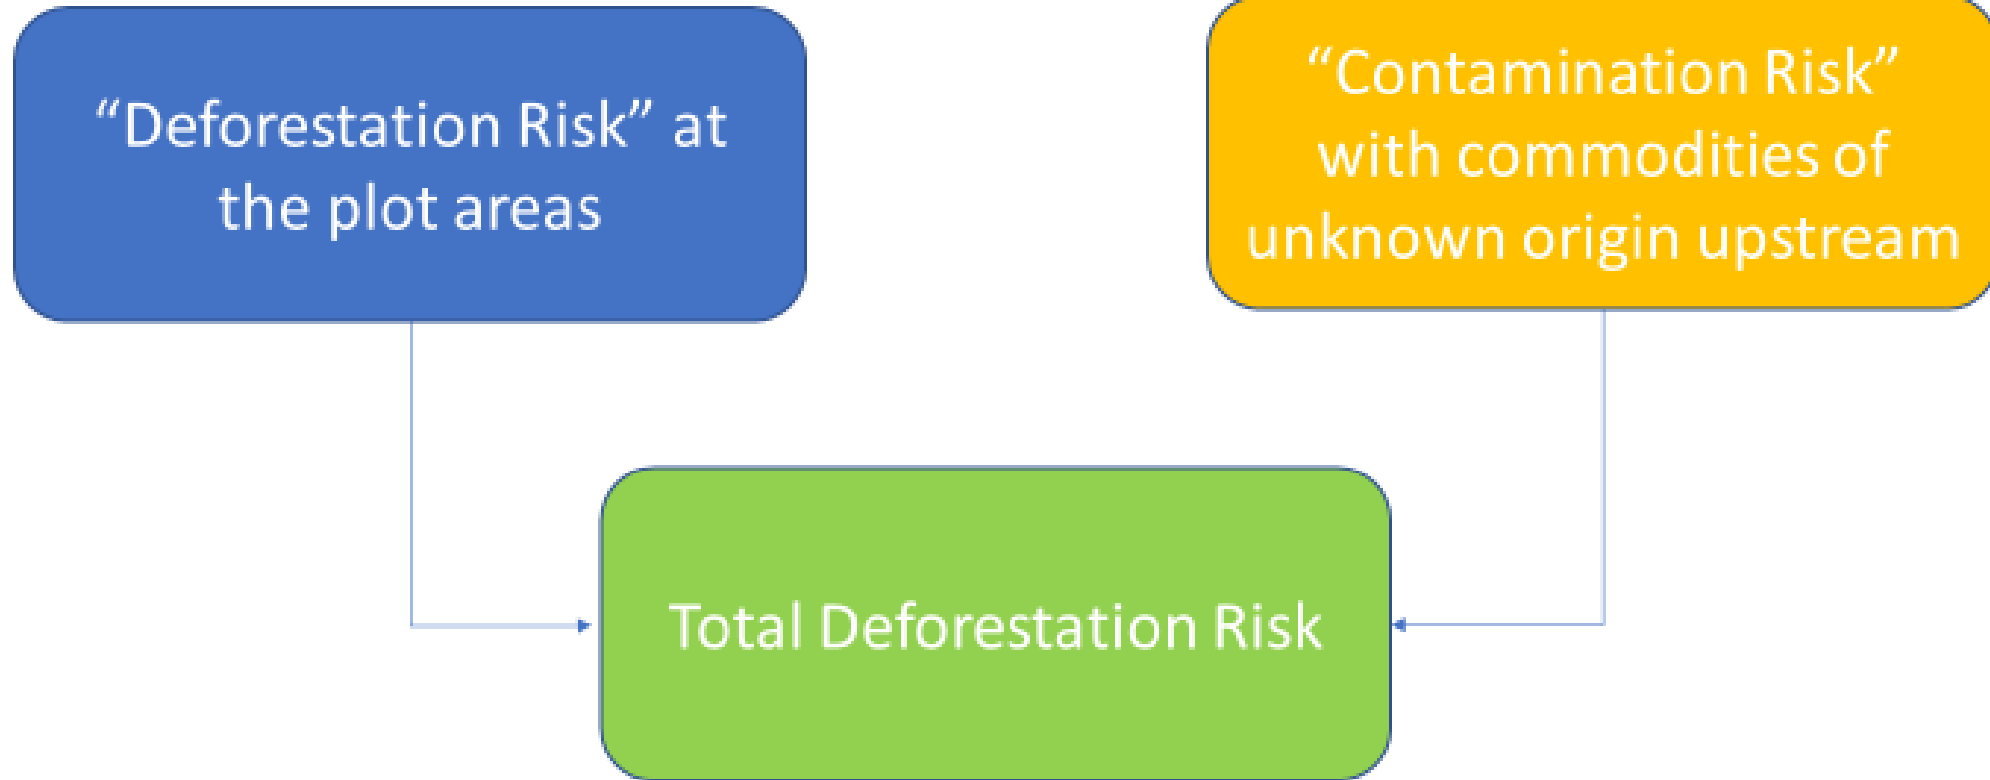 “Deforestation Risk” at
the plot areas
“Contamination Risk”
with commodities of
unknown origin upstream
Total Deforestation Risk